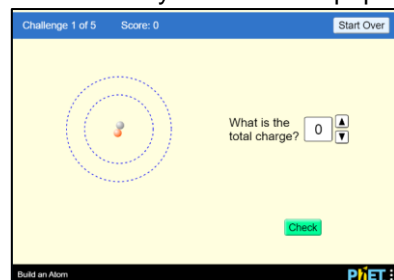 Challenge 1 of 5 Score: 0 Start Over
What is the
total charge? 0
Check
Build an Atom PhET